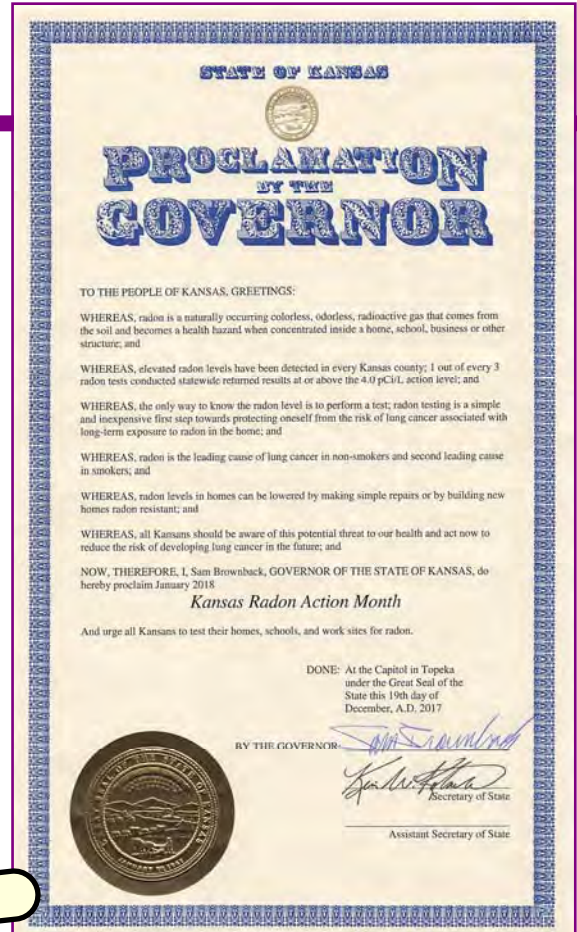 STATE OF KANSAS
PROCLAMATION
BY THE
GOVERNOR
TO THE PEOPLE OF KANSAS, GREETINGS:
WHEREAS, radon is a naturally occurring colorless, odorless, radioactive gas that comes from
the soil and becomes a health hazard when concentrated inside a home, school, business or other
structure; and
WHEREAS, elevated radon levels have been detected in every Kansas county; 1 out of every 3
radon tests conducted statewide returned results at or above the 4.0 pCi/L action level; and
WHEREAS, the only way to know the radon level is to perform a test; radon testing is a simple
and inexpensive first step towards protecting oneself from the risk of lung cancer associated with
long-term exposure to radon in the home; and
WHEREAS, radon is the leading cause of lung cancer in non-smokers and second leading cause
in smokers; and
WHEREAS, radon levels in homes can be lowered by making simple repairs or by building new
homes radon resistant; and
WHEREAS, all Kansans should be aware of this potential threat to our health and act now to
reduce the risk of developing lung cancer in the future; and
NOW, THEREFORE, I, Sam Brownback, GOVERNOR OF THE STATE OF KANSAS, do
hereby proclaim January 2018
Kansas Radon Action Month
And urge all Kansans to test their homes, schools, and work sites for radon.
DONE: At the Capitol in Topeka
under the Great Seal of the
State this 19th day of
December, A.D. 2017
BY THE GOVERNOR: Sam Brownback
Secretary of State
Assistant Secretary of State
GREAT SEAL OF THE STATE OF KANSAS
JANUARY 29, 1861